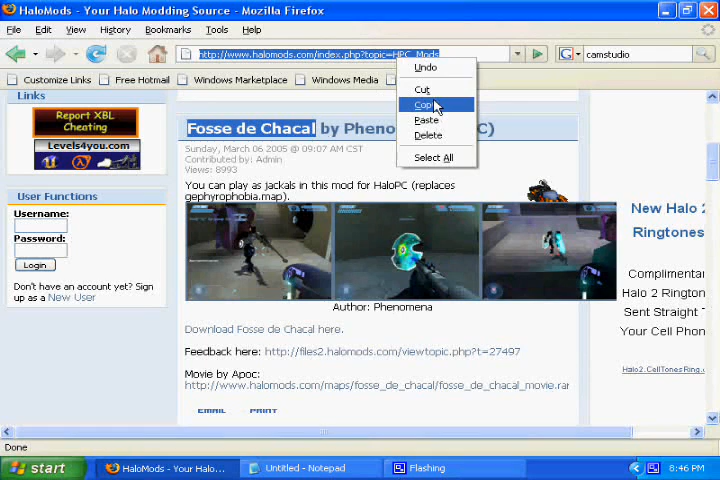 HaloMods - Your Halo Modding Source - Mozilla Firefox
File Edit View History Bookmarks Tools Help
http://www.halomods.com/index.php?topic=HPC_Mods
camstudio
Customize Links Free Hotmail Windows Marketplace Windows Media
Undo
Cut
Copy
Paste
Delete
Select All
Links
Report XBL
Cheating
Levels4you.com
User Functions
Username:
Password:
Login
Don't have an account yet? Sign
up as a New User
Fosse de Chacal by Pheno C)
Sunday, March 06 2005 @ 09:07 AM CST
Contributed by: Admin
Views: 8993
You can play as jackals in this mod for HaloPC (replaces
gephyrophobia.map).
Author: Phenomena
Download Fosse de Chacal here.
Feedback here: http://files2.halomods.com/viewtopic.php?t=27497
Movie by Apoc:
http://www.halomods.com/maps/fosse_de_chacal/fosse_de_chacal_movie.rar
EMAIL PRINT
New Halo 2
Ringtones
Complimentar
Halo 2 Rington
Sent Straight T
Your Cell Phon
Halo2.CellTonesRing.c
Done
start HaloMods - Your Halo... Untitled - Notepad Flashing 8:46 PM